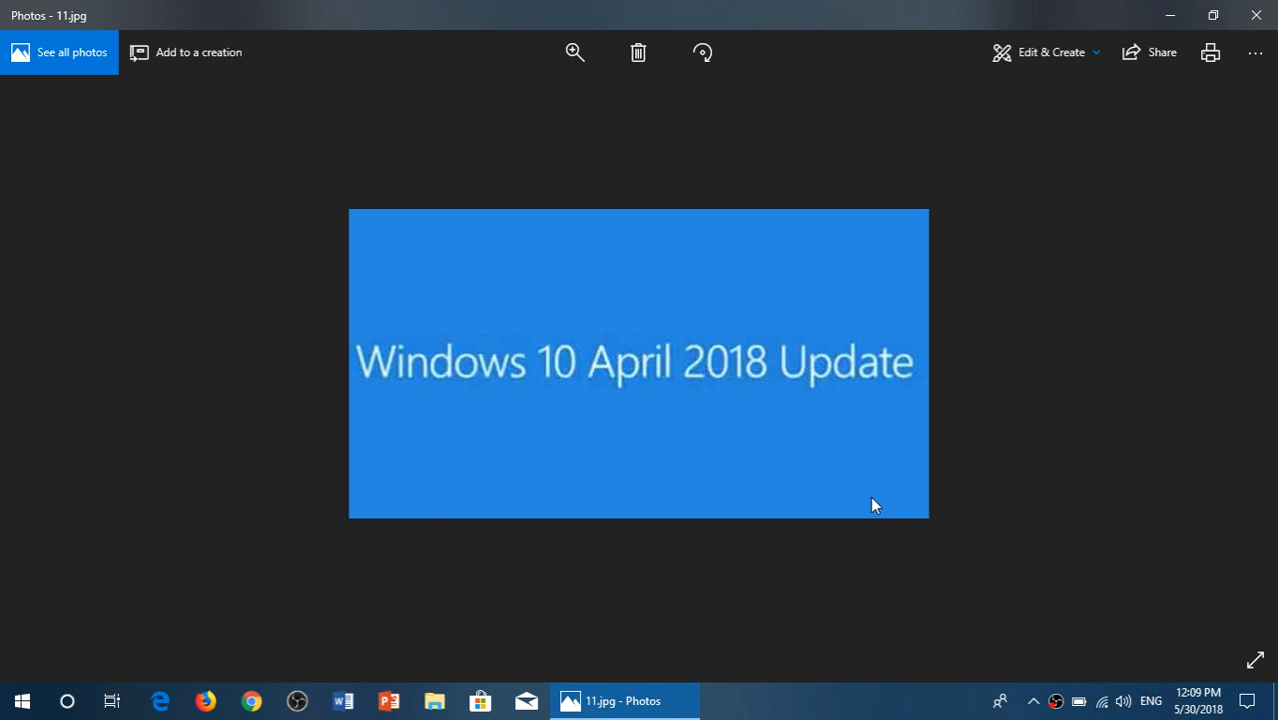 Photos - 11.jpg
See all photos
Add to a creation
Edit & Create
Share
Windows 10 April 2018 Update
11.jpg - Photos
ENG
12:09 PM
5/30/2018